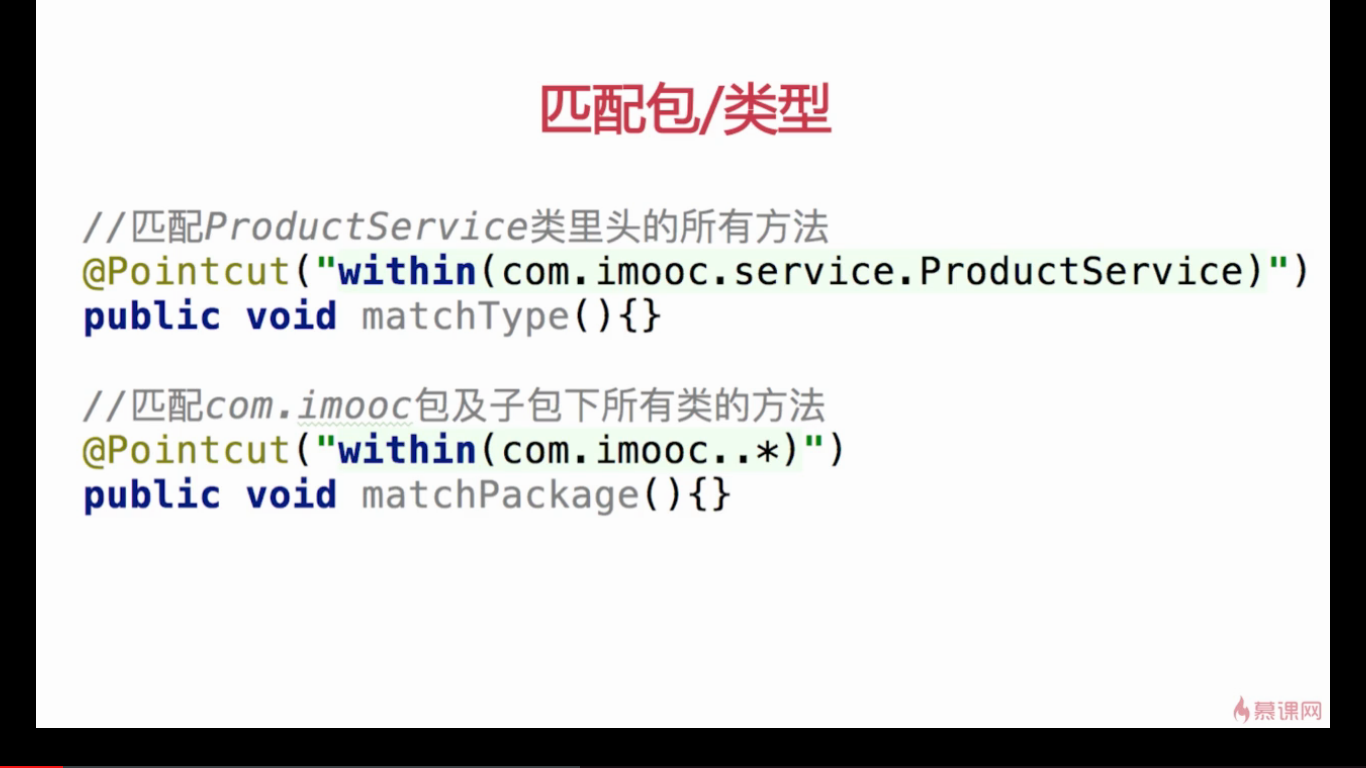 匹配包/类型
//匹配ProductService类里头的所有方法
@Pointcut("within(com.imooc.service.ProductService)")
public void matchType(){}
//匹配com.imooc包及子包下所有类的方法
@Pointcut("within(com.imooc..*)")
public void matchPackage(){}
慕课网